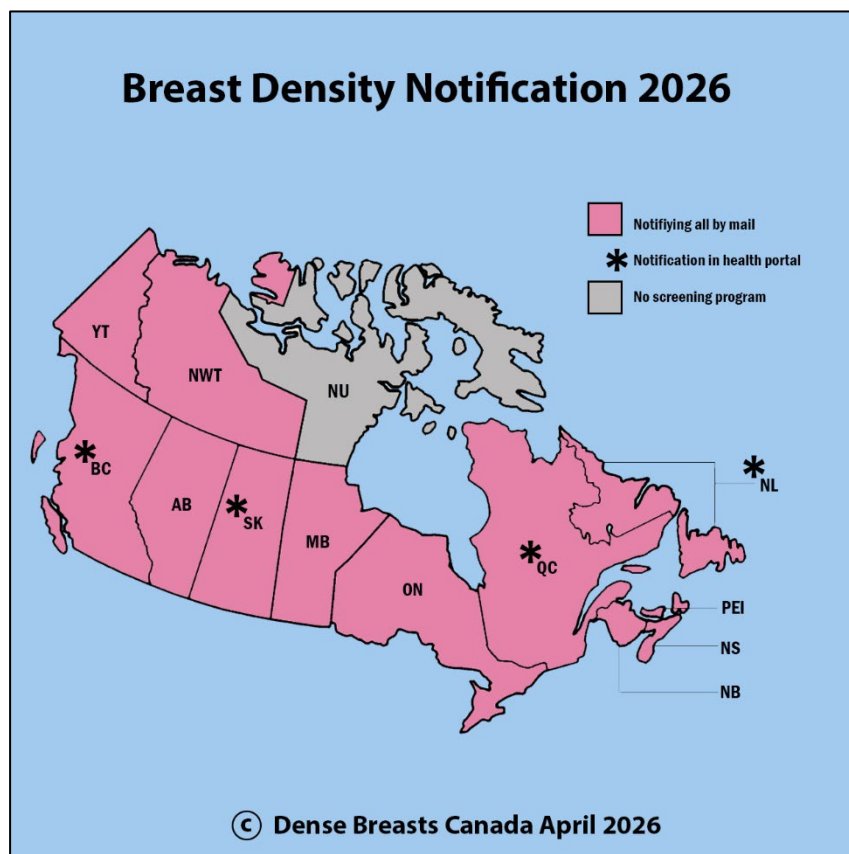 Breast Density Notification 2026
Notifiying all by mail
* Notification in health portal
No screening program
YT
NWT
NU
* BC
AB
* SK
MB
ON
* QC
* NL
PEI
NS
NB
© Dense Breasts Canada April 2026